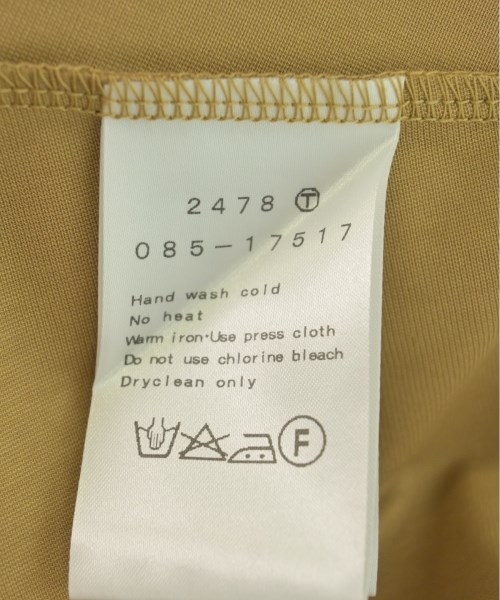 2478 Ⓣ
085-17517
Hand wash cold
No heat
Warm iron·Use press cloth
Do not use chlorine bleach
Dryclean only
F